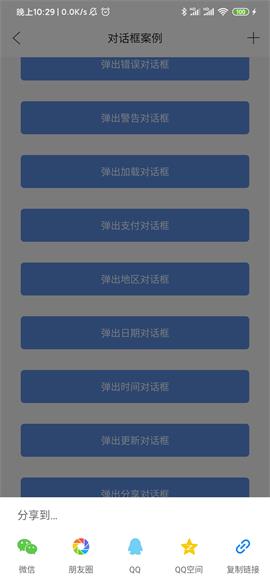 晚上10:29 | 0.0K/s
100
对话框案例
弹出错误对话框
弹出警告对话框
弹出加载对话框
弹出支付对话框
弹出地区对话框
弹出日期对话框
弹出时间对话框
弹出更新对话框
弹出分享对话框
分享到...
微信 朋友圈 QQ QQ空间 复制链接